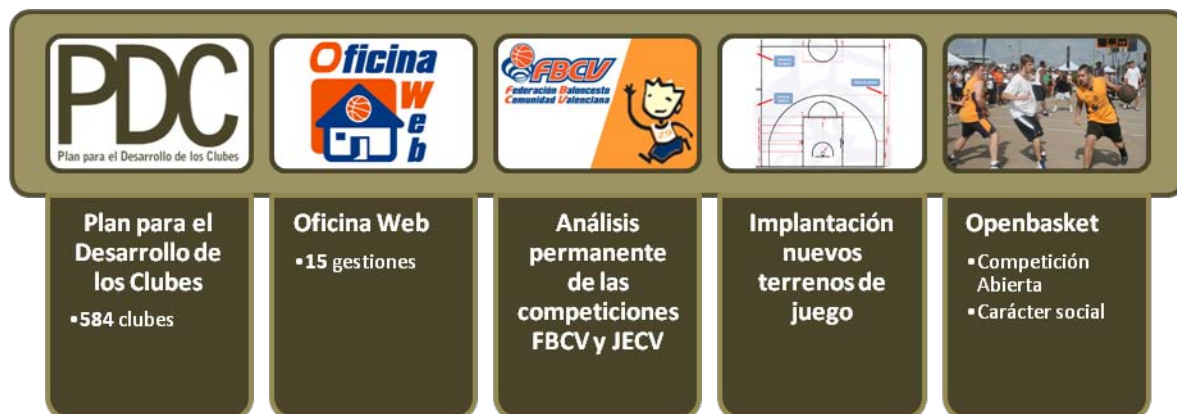 PDC
Plan para el Desarrollo de los Clubes
Oficina
Web
FBCV
Federación Baloncesto
Comunidad Valenciana
Plan para el
Desarrollo de
los Clubes
•584 clubes
Oficina Web
•15 gestiones
Análisis
permanente
de las
competiciones
FBCV y JECV
Implantación
nuevos
terrenos de
juego
Openbasket
•Competición
Abierta
•Carácter social